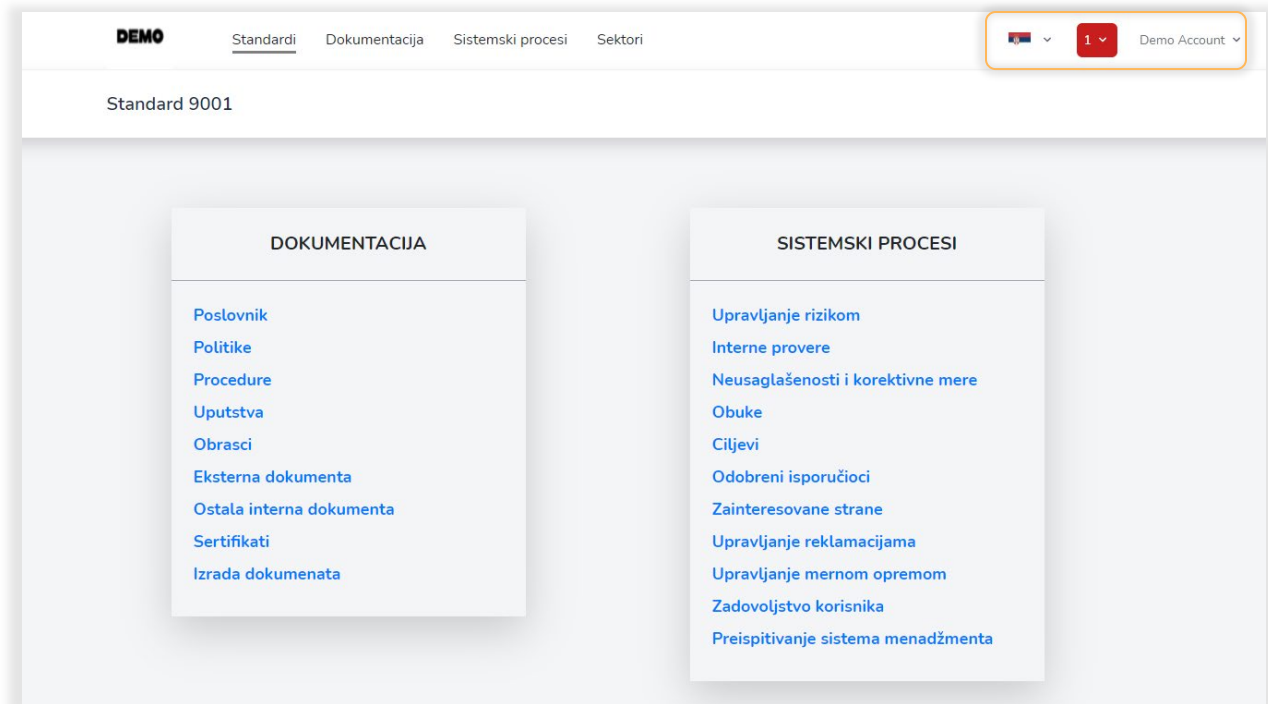 DEMO Standardi Dokumentacija Sistemski procesi Sektori 1 Demo Account
Standard 9001
DOKUMENTACIJA
Poslovnik
Politike
Procedure
Uputstva
Obrasci
Eksterna dokumenta
Ostala interna dokumenta
Sertifikati
Izrada dokumenata
SISTEMSKI PROCESI
Upravljanje rizikom
Interne provere
Neusaglašenosti i korektivne mere
Obuke
Ciljevi
Odobreni isporučioci
Zainteresovane strane
Upravljanje reklamacijama
Upravljanje mernom opremom
Zadovoljstvo korisnika
Preispitivanje sistema menadžmenta